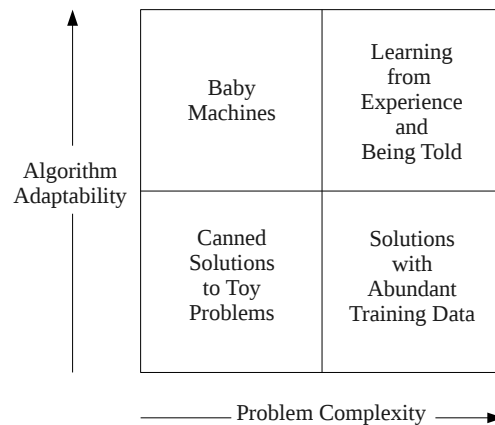 Baby
Machines
Learning
from
Experience
and
Being Told
Algorithm
Adaptability
Canned
Solutions
to Toy
Problems
Solutions
with
Abundant
Training Data
Problem Complexity